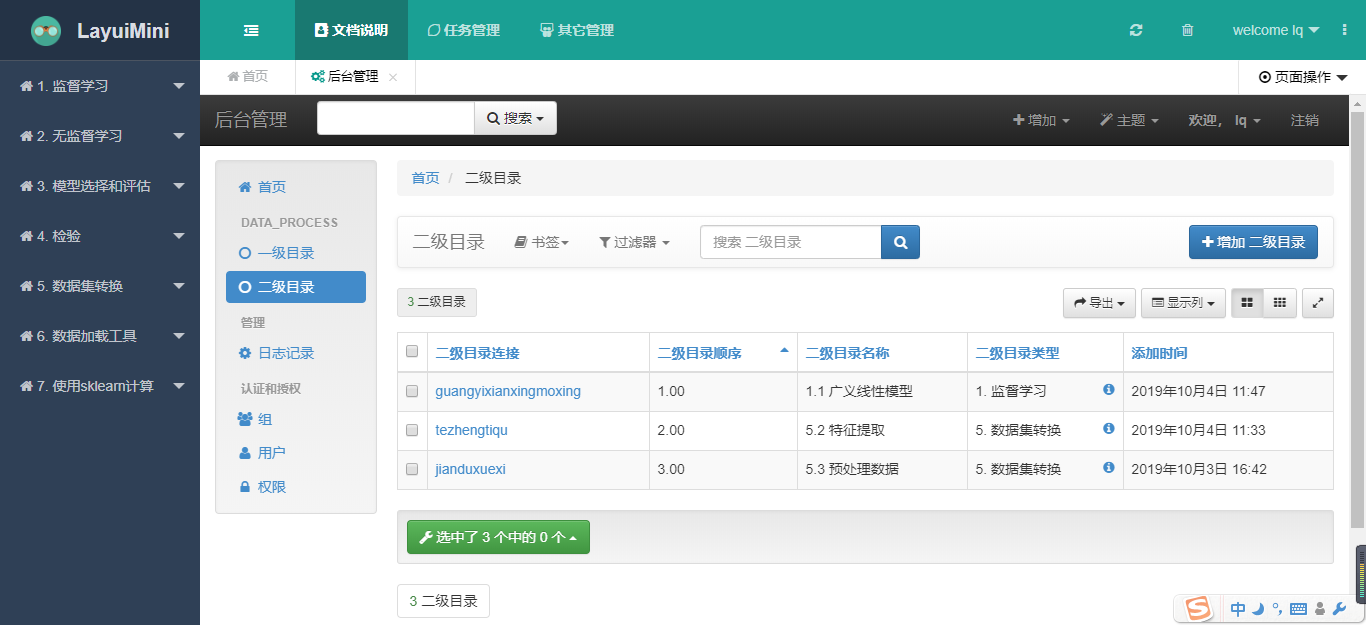 LayuiMini
文档说明
任务管理
其它管理
welcome lq
1. 监督学习
2. 无监督学习
3. 模型选择和评估
4. 检验
5. 数据集转换
6. 数据加载工具
7. 使用sklearn计算
首页
后台管理
页面操作
后台管理
搜索
增加
主题
欢迎， lq
注销
首页
DATA_PROCESS
一级目录
二级目录
管理
日志记录
认证和授权
组
用户
权限
首页 / 二级目录
二级目录
书签
过滤器
搜索 二级目录
增加 二级目录
3 二级目录
导出
显示列
二级目录连接 二级目录顺序 二级目录名称 二级目录类型 添加时间
guangyixianxingmoxing 1.00 1.1 广义线性模型 1. 监督学习 2019年10月4日 11:47
tezhengtiqu 2.00 5.2 特征提取 5. 数据集转换 2019年10月4日 11:33
jianduxuexi 3.00 5.3 预处理数据 5. 数据集转换 2019年10月3日 16:42
选中了 3 个中的 0 个
3 二级目录
中